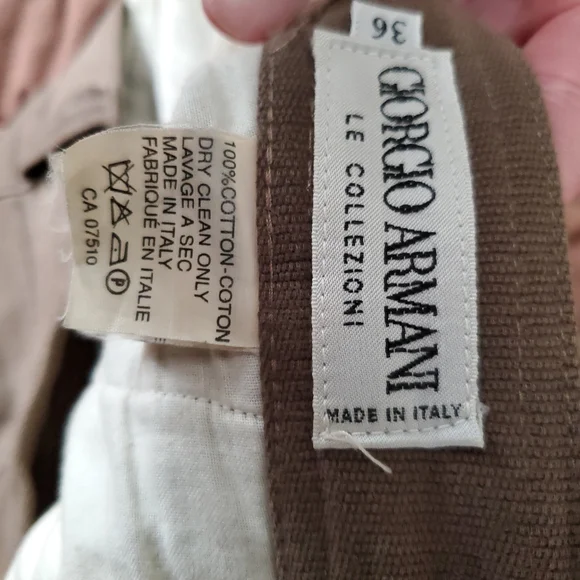 36
GIORGIO ARMANI
LE COLLEZIONI
MADE IN ITALY
100%COTTON-COTON
DRY CLEAN ONLY
LAVAGE A SEC
MADE IN ITALY
FABRIQUÉ EN ITALIE
P
CA 07510